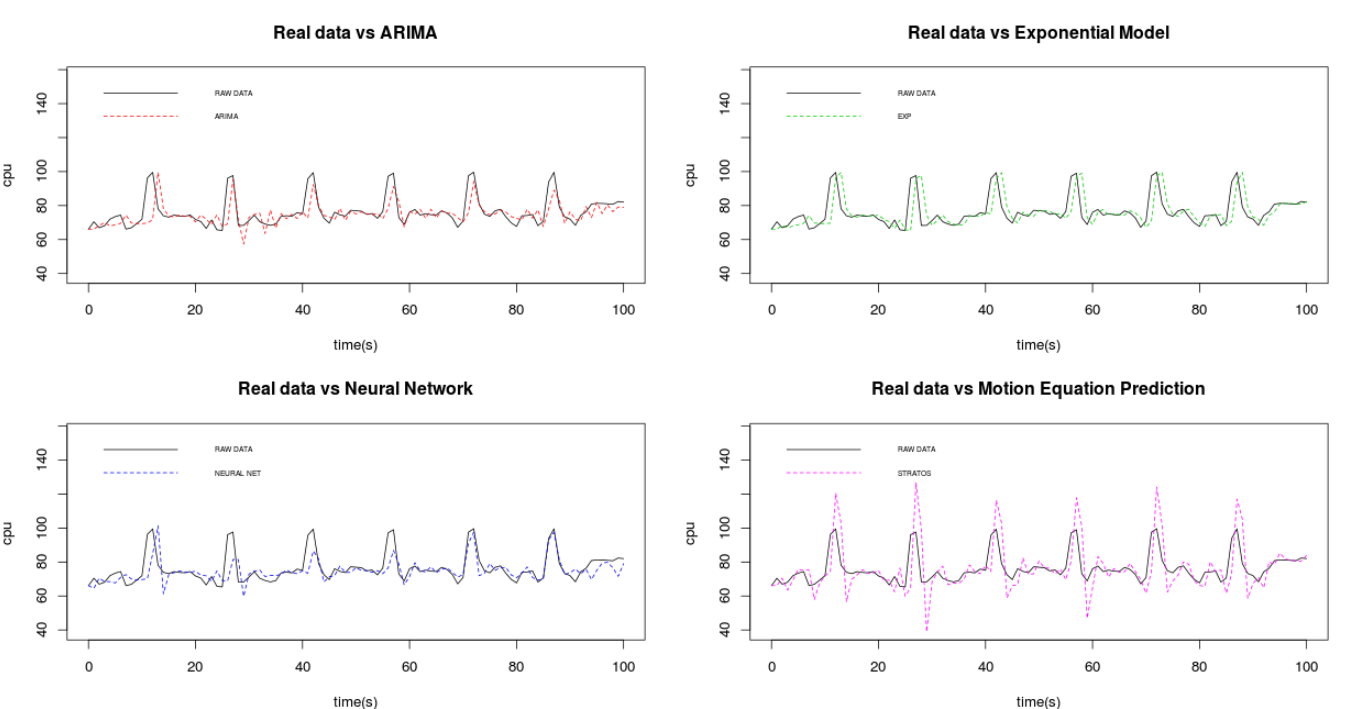 Real data vs ARIMA
RAW DATA
ARIMA
cpu
140
100
80
60
40
0 20 40 60 80 100
time(s)
Real data vs Exponential Model
RAW DATA
EXP
cpu
140
100
80
60
40
0 20 40 60 80 100
time(s)
Real data vs Neural Network
RAW DATA
NEURAL NET
cpu
140
100
80
60
40
0 20 40 60 80 100
time(s)
Real data vs Motion Equation Prediction
RAW DATA
STRATOS
cpu
140
100
80
60
40
0 20 40 60 80 100
time(s)